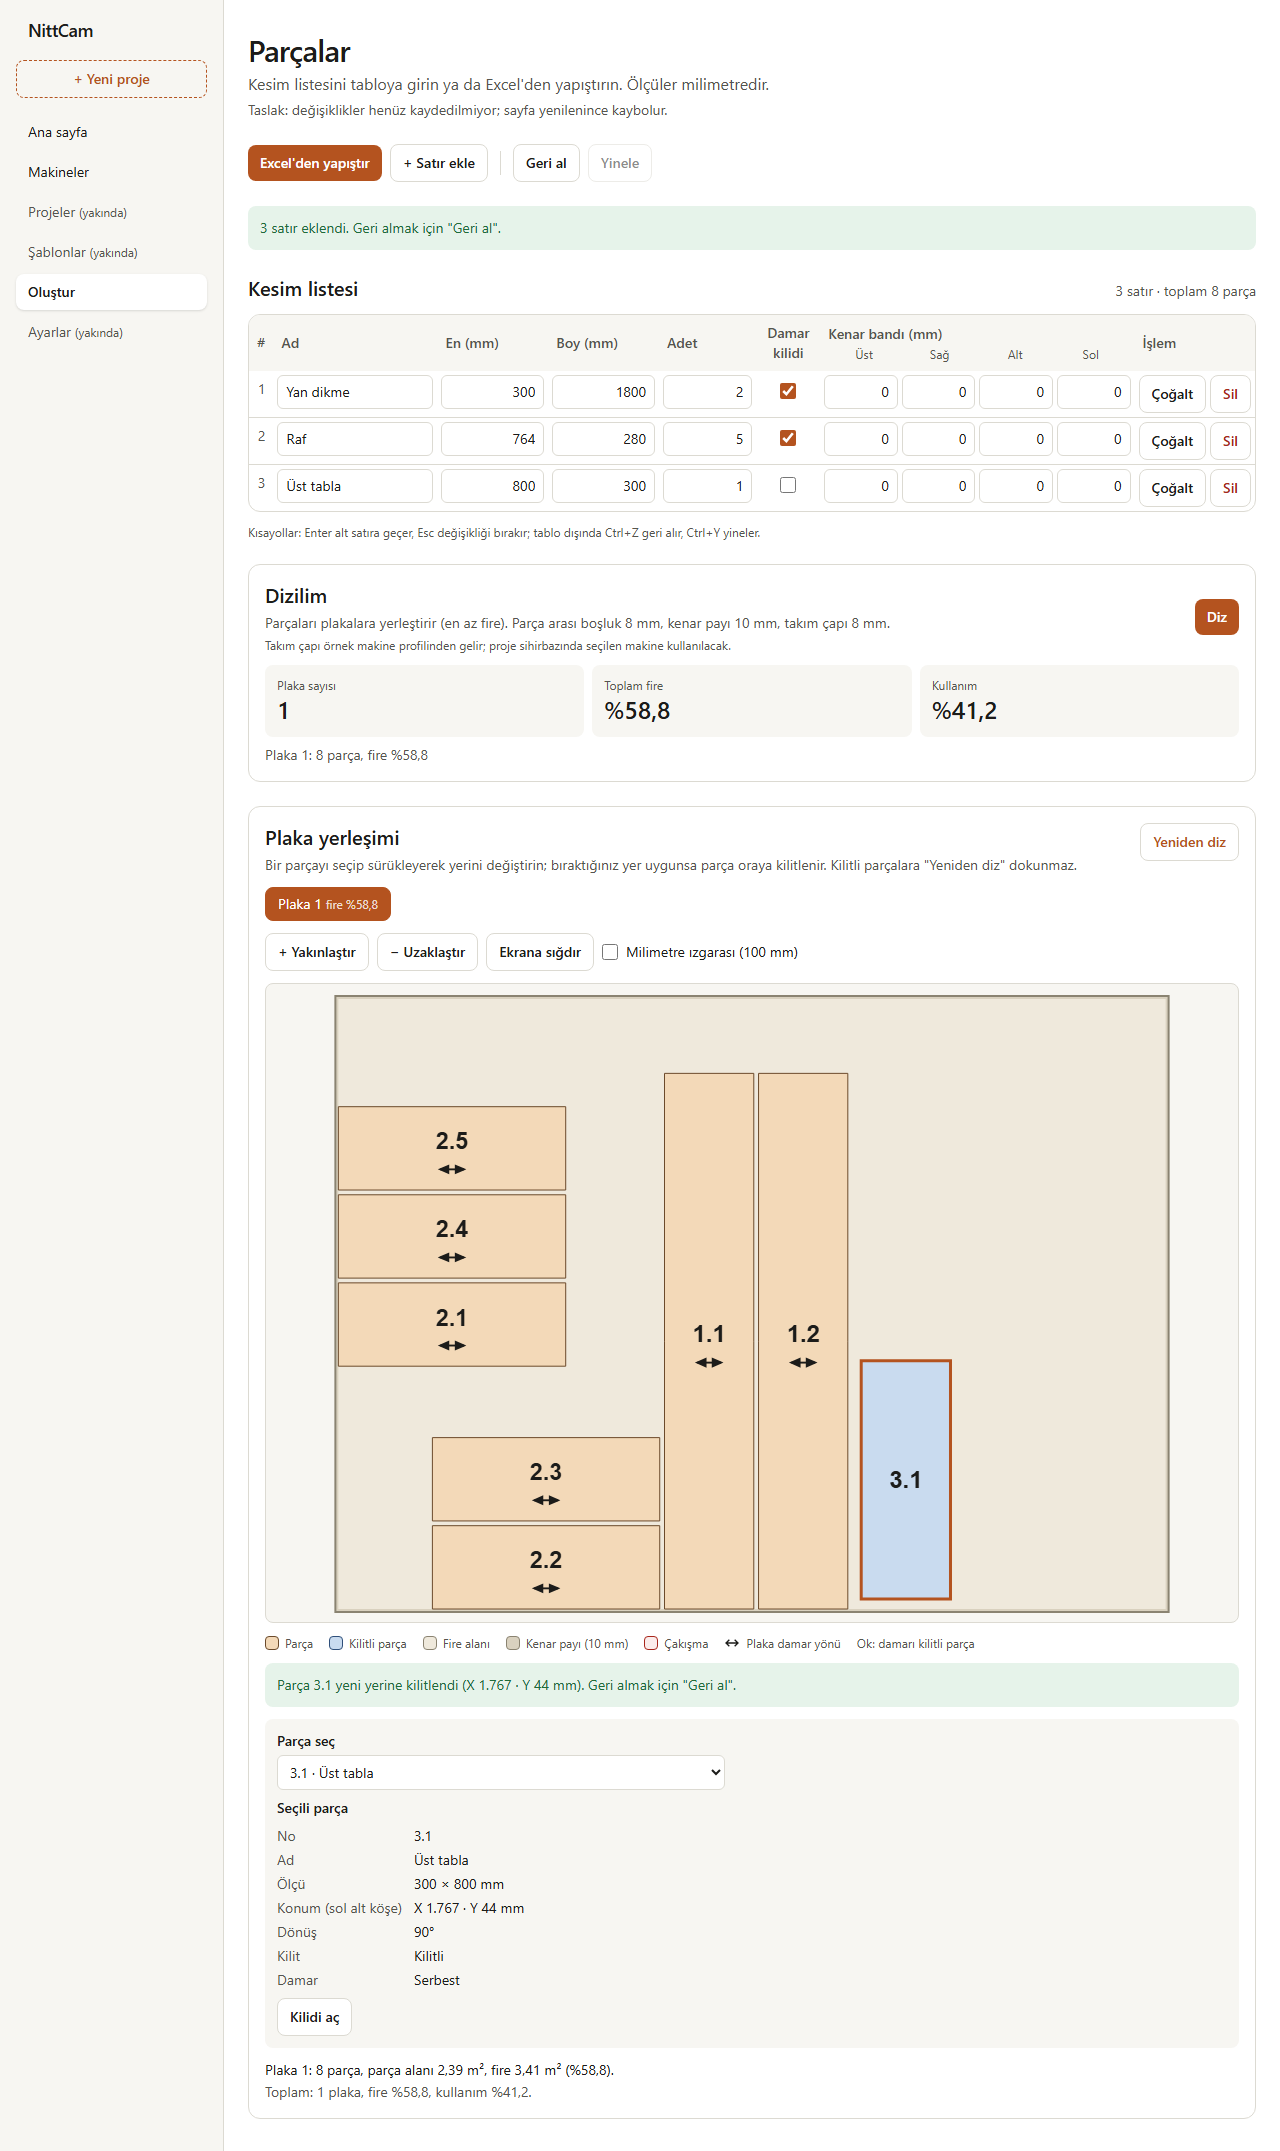 NittCam
+ Yeni proje
Ana sayfa
Makineler
Projeler (yakında)
Şablonlar (yakında)
Oluştur
Ayarlar (yakında)
Parçalar
Kesim listesini tabloya girin ya da Excel'den yapıştırın. Ölçüler milimetredir.
Taslak: değişiklikler henüz kaydedilmiyor; sayfa yenilenince kaybolur.
Excel'den yapıştır
+ Satır ekle
Geri al
Yinele
3 satır eklendi. Geri almak için "Geri al".
Kesim listesi
3 satır · toplam 8 parça
# Ad En (mm) Boy (mm) Adet Damar kilidi Kenar bandı (mm) İşlem
Üst Sağ Alt Sol
1 Yan dikme 300 1800 2 0 0 0 0 Çoğalt Sil
2 Raf 764 280 5 0 0 0 0 Çoğalt Sil
3 Üst tabla 800 300 1 0 0 0 0 Çoğalt Sil
Kısayollar: Enter alt satıra geçer, Esc değişikliği bırakır; tablo dışında Ctrl+Z geri alır, Ctrl+Y yineler.
Dizilim
Parçaları plakalara yerleştirir (en az fire). Parça arası boşluk 8 mm, kenar payı 10 mm, takım çapı 8 mm.
Takım çapı örnek makine profilinden gelir; proje sihirbazında seçilen makine kullanılacak.
Diz
Plaka sayısı
1
Toplam fire
%58,8
Kullanım
%41,2
Plaka 1: 8 parça, fire %58,8
Plaka yerleşimi
Bir parçayı seçip sürükleyerek yerini değiştirin; bıraktığınız yer uygunsa parça oraya kilitlenir. Kilitli parçalara "Yeniden diz" dokunmaz.
Yeniden diz
Plaka 1 fire %58,8
+ Yakınlaştır
− Uzaklaştır
Ekrana sığdır
Milimetre ızgarası (100 mm)
2.5
2.4
2.1
1.1
1.2
2.3
3.1
2.2
Parça
Kilitli parça
Fire alanı
Kenar payı (10 mm)
Çakışma
↔ Plaka damar yönü
Ok: damarı kilitli parça
Parça 3.1 yeni yerine kilitlendi (X 1.767 · Y 44 mm). Geri almak için "Geri al".
Parça seç
3.1 · Üst tabla
Seçili parça
No 3.1
Ad Üst tabla
Ölçü 300 × 800 mm
Konum (sol alt köşe) X 1.767 · Y 44 mm
Dönüş 90°
Kilit Kilitli
Damar Serbest
Kilidi aç
Plaka 1: 8 parça, parça alanı 2,39 m², fire 3,41 m² (%58,8).
Toplam: 1 plaka, fire %58,8, kullanım %41,2.